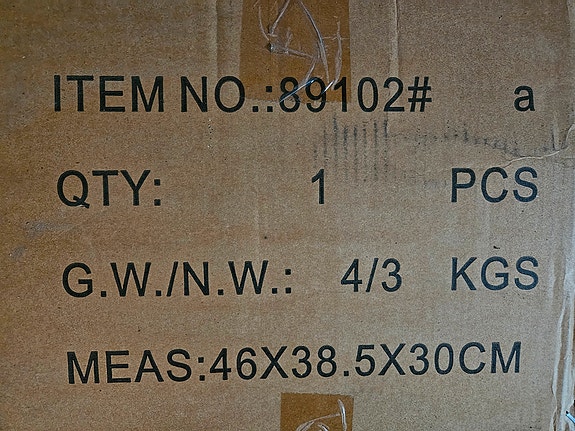 ITEM NO.:89102# a
QTY: 1 PCS
G.W./N.W.: 4/3 KGS
MEAS:46X38.5X30CM